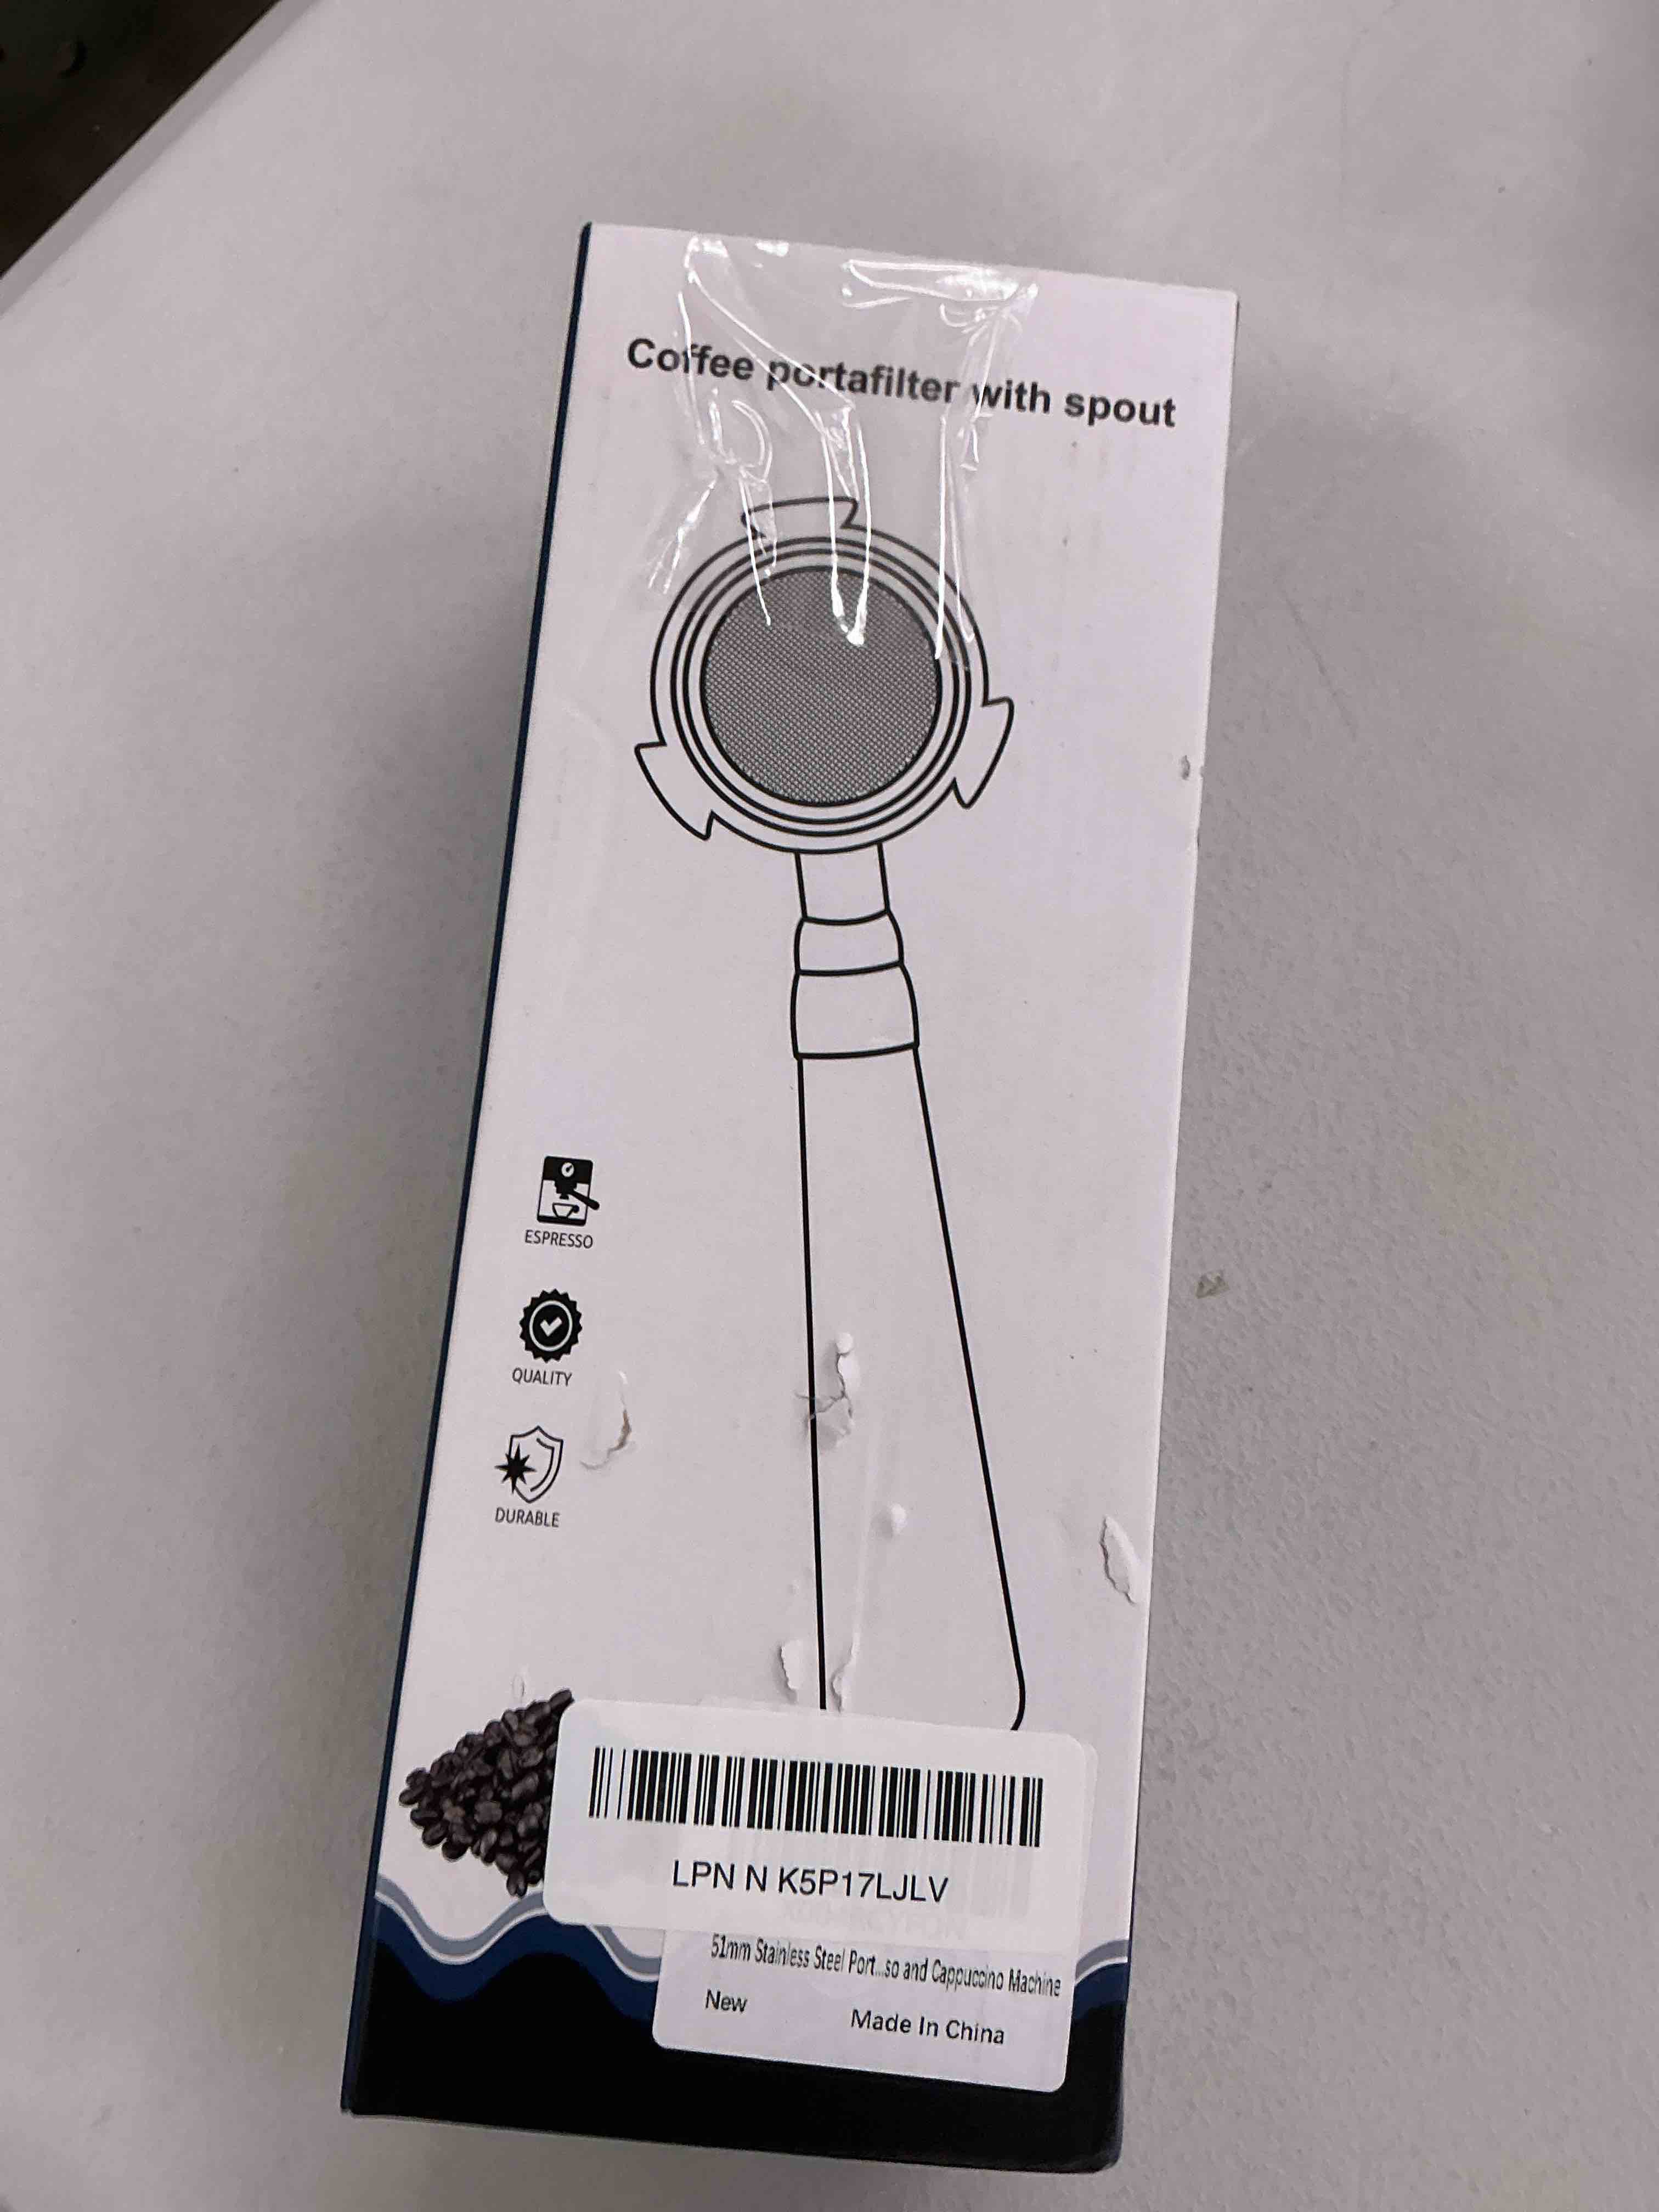 Coffee portafilter with spout
ESPRESSO
QUALITY
DURABLE
LPN N K5P17LJLV
51mm Stainless Steel Port...so and Cappuccino Machine
New
Made In China